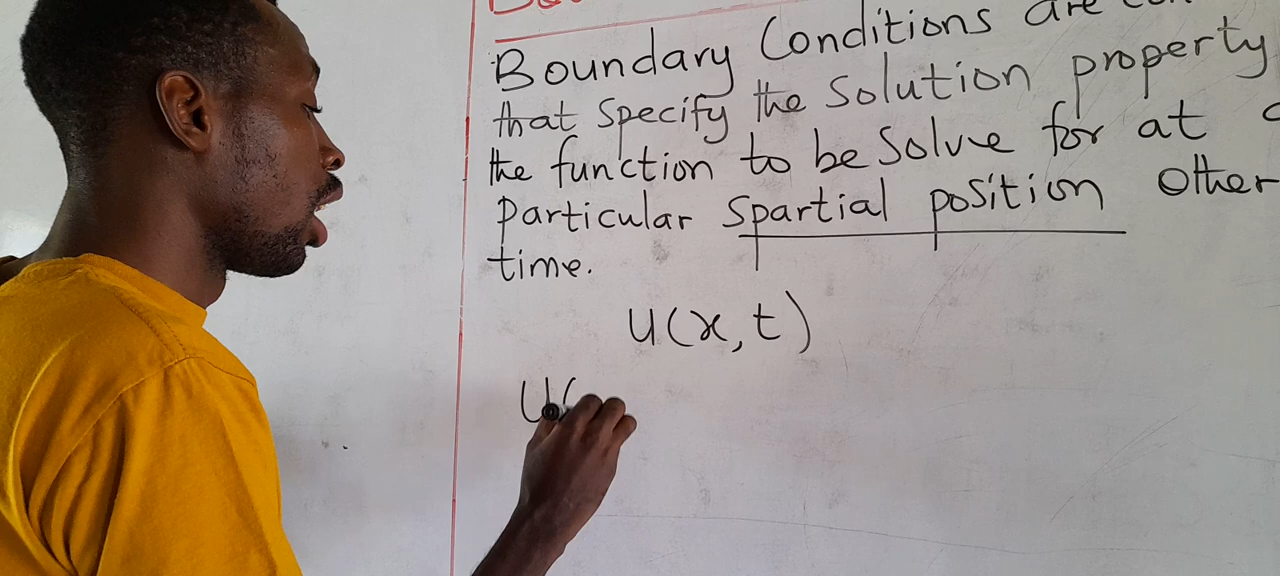 Boundary Conditions are
that specify the solution property
the function to be solve for at
particular spartial position other
time.
U(x,t)
U(